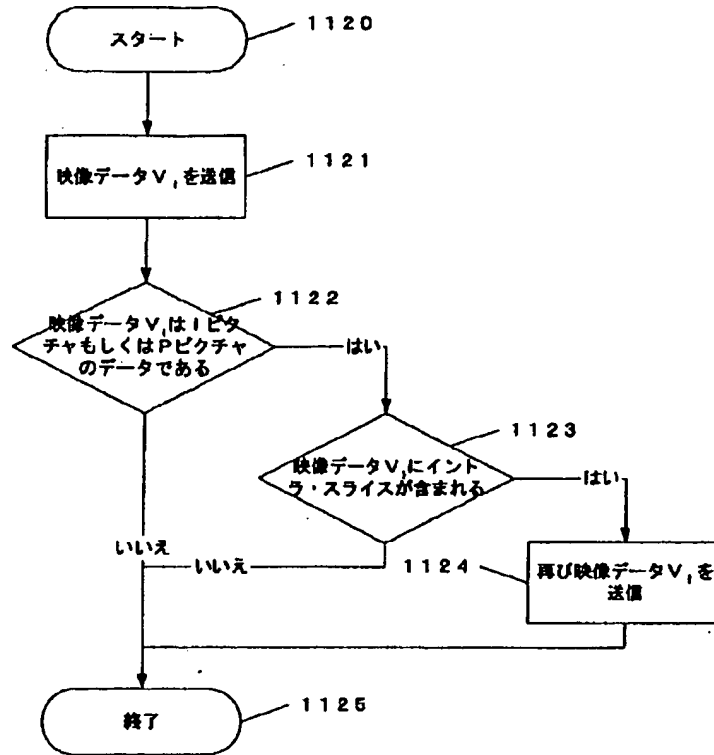 スタート
1120
映像データV₁を送信
1121
1122
映像データV₁はIピク
チャもしくはPピクチャ
のデータである
はい
1123
映像データV₁にイント
ラ・スライスが含まれる
はい
いいえ
いいえ
1124
再び映像データV₁を
送信
終了
1125